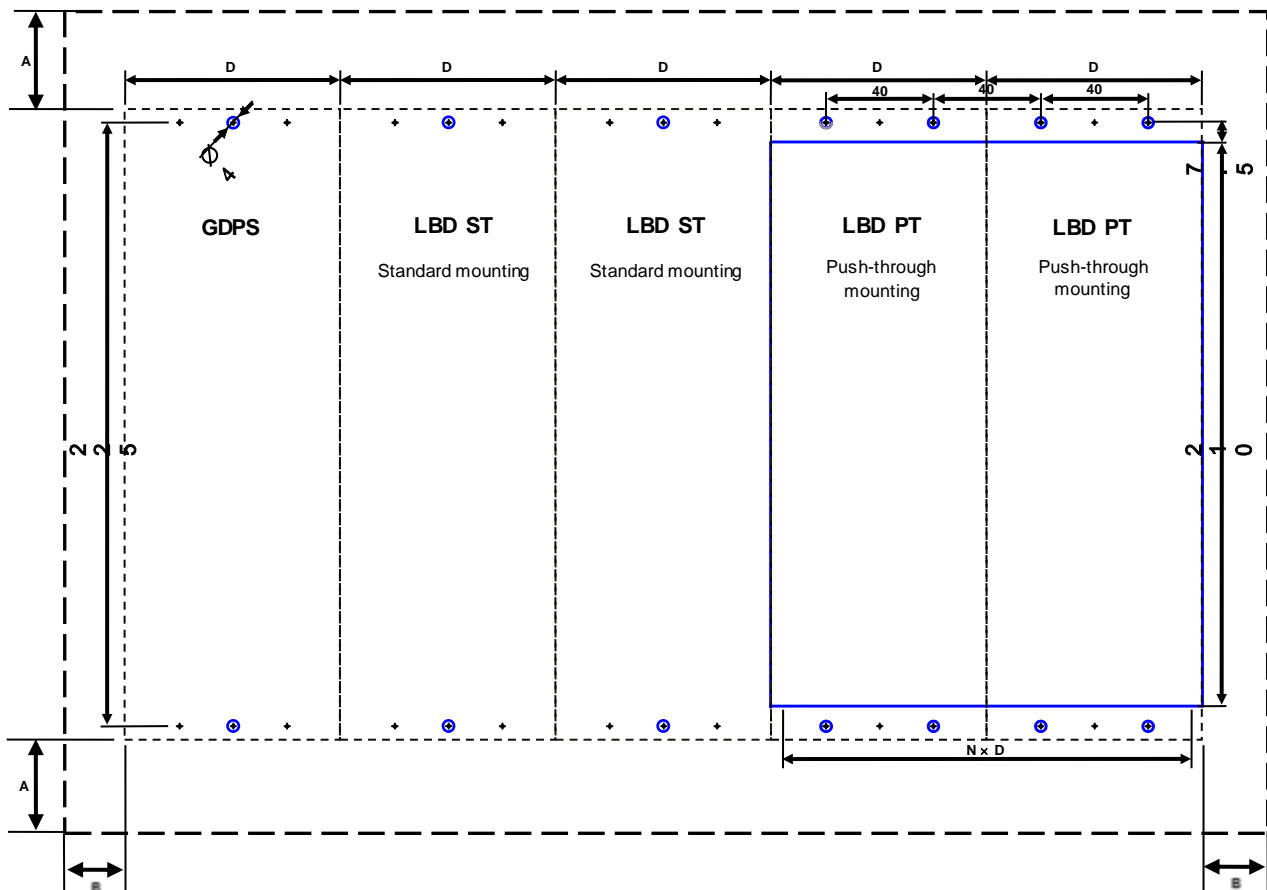 A
D
D
D
D
D
40
40
40
Ø 4
7.5
GDPS
LBD ST
LBD ST
LBD PT
LBD PT
Standard mounting
Standard mounting
Push-through
mounting
Push-through
mounting
225
210
N × D
A
B
B